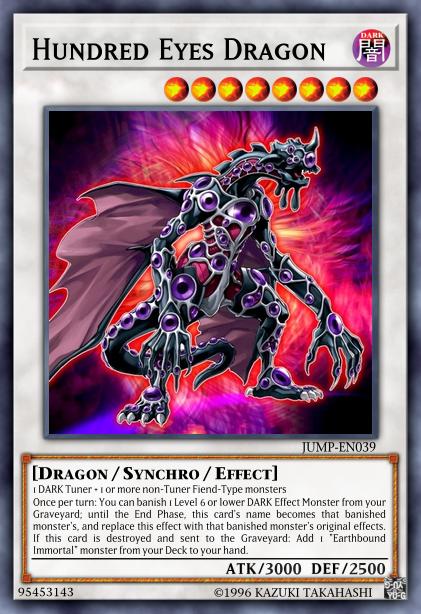 HUNDRED EYES DRAGON
DARK
闇
JUMP-EN039
[DRAGON / SYNCHRO / EFFECT]
1 DARK Tuner + 1 or more non-Tuner Fiend-Type monsters
Once per turn: You can banish 1 Level 6 or lower DARK Effect Monster from your
Graveyard; until the End Phase, this card's name becomes that banished
monster's, and replace this effect with that banished monster's original effects.
If this card is destroyed and sent to the Graveyard: Add 1 "Earthbound
Immortal" monster from your Deck to your hand.
ATK/3000 DEF/2500
95453143
©1996 KAZUKI TAKAHASHI